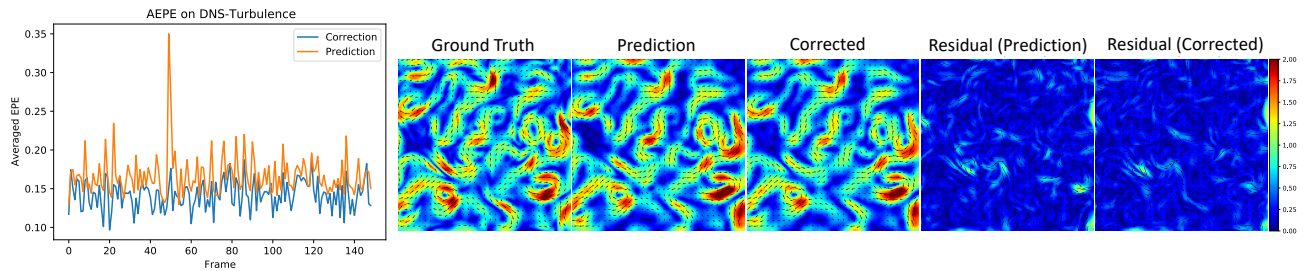 AEPE on DNS-Turbulence
Correction
Prediction
Averaged EPE
0.35
0.30
0.25
0.20
0.15
0.10
0 20 40 60 80 100 120 140
Frame
Ground Truth Prediction Corrected Residual (Prediction) Residual (Corrected)
2.00
1.75
1.50
1.25
1.00
0.75
0.50
0.25
0.00